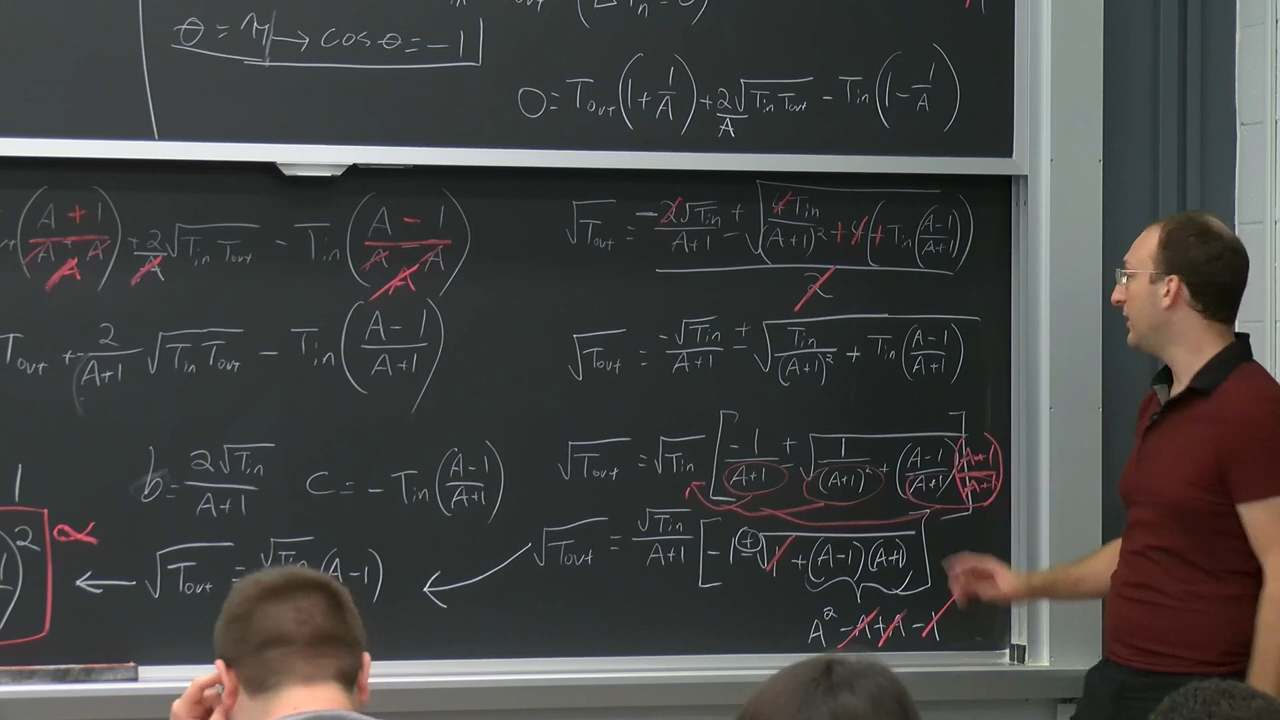 θ = π → cos θ = -1
0 = T_out (1 + 1/A) + 2/A √(T_in T_out) - T_in (1 - 1/A)
(A + 1 / A + A) + 2/A √(T_in T_out) - T_in (A - 1 / A - A)
T_out + 2/(A+1) √(T_in T_out) - T_in ((A-1)/(A+1))
b = 2√T_in/(A+1) C = -T_in ((A-1)/(A+1))
α
← √T_out = √T_in (A-1) ←
√T_out = (-2√T_in/(A+1) ± √(4T_in/(A+1)² + 4(+T_in((A-1)/(A+1))))/2
√T_out = -√T_in/(A+1) ± √(T_in/(A+1)² + T_in((A-1)/(A+1)))
√T_out = √T_in [-1/(A+1) ± √(1/(A+1)² + ((A-1)/(A+1))((A+1)/(A+1)))]
√T_out = √T_in/(A+1) [-1 + √(1 + (A-1)(A+1))]
A² - A + A - 1